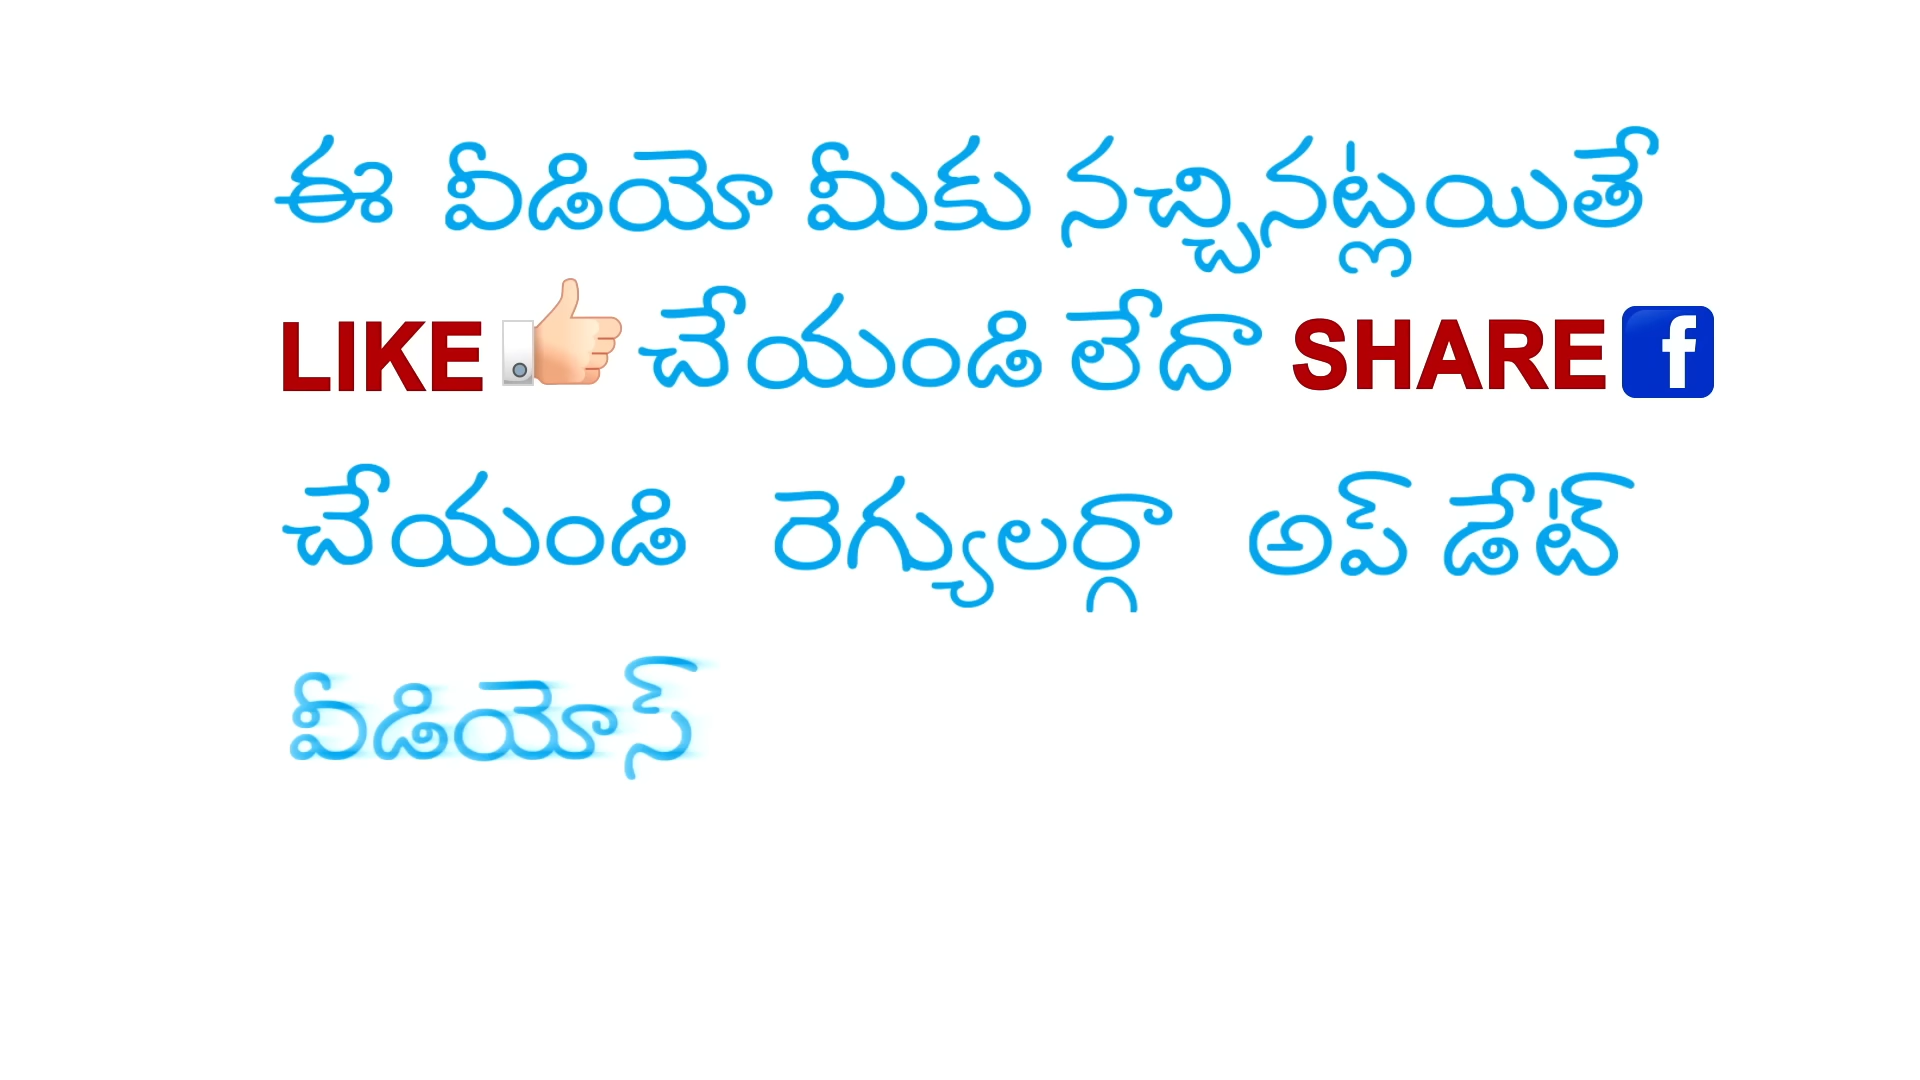 ఈ వీడియో మీకు నచ్చినట్లయితే
LIKE చేయండి లేదా SHARE f
చేయండి రెగ్యులర్గా అప్ డేట్
వీడియోస్